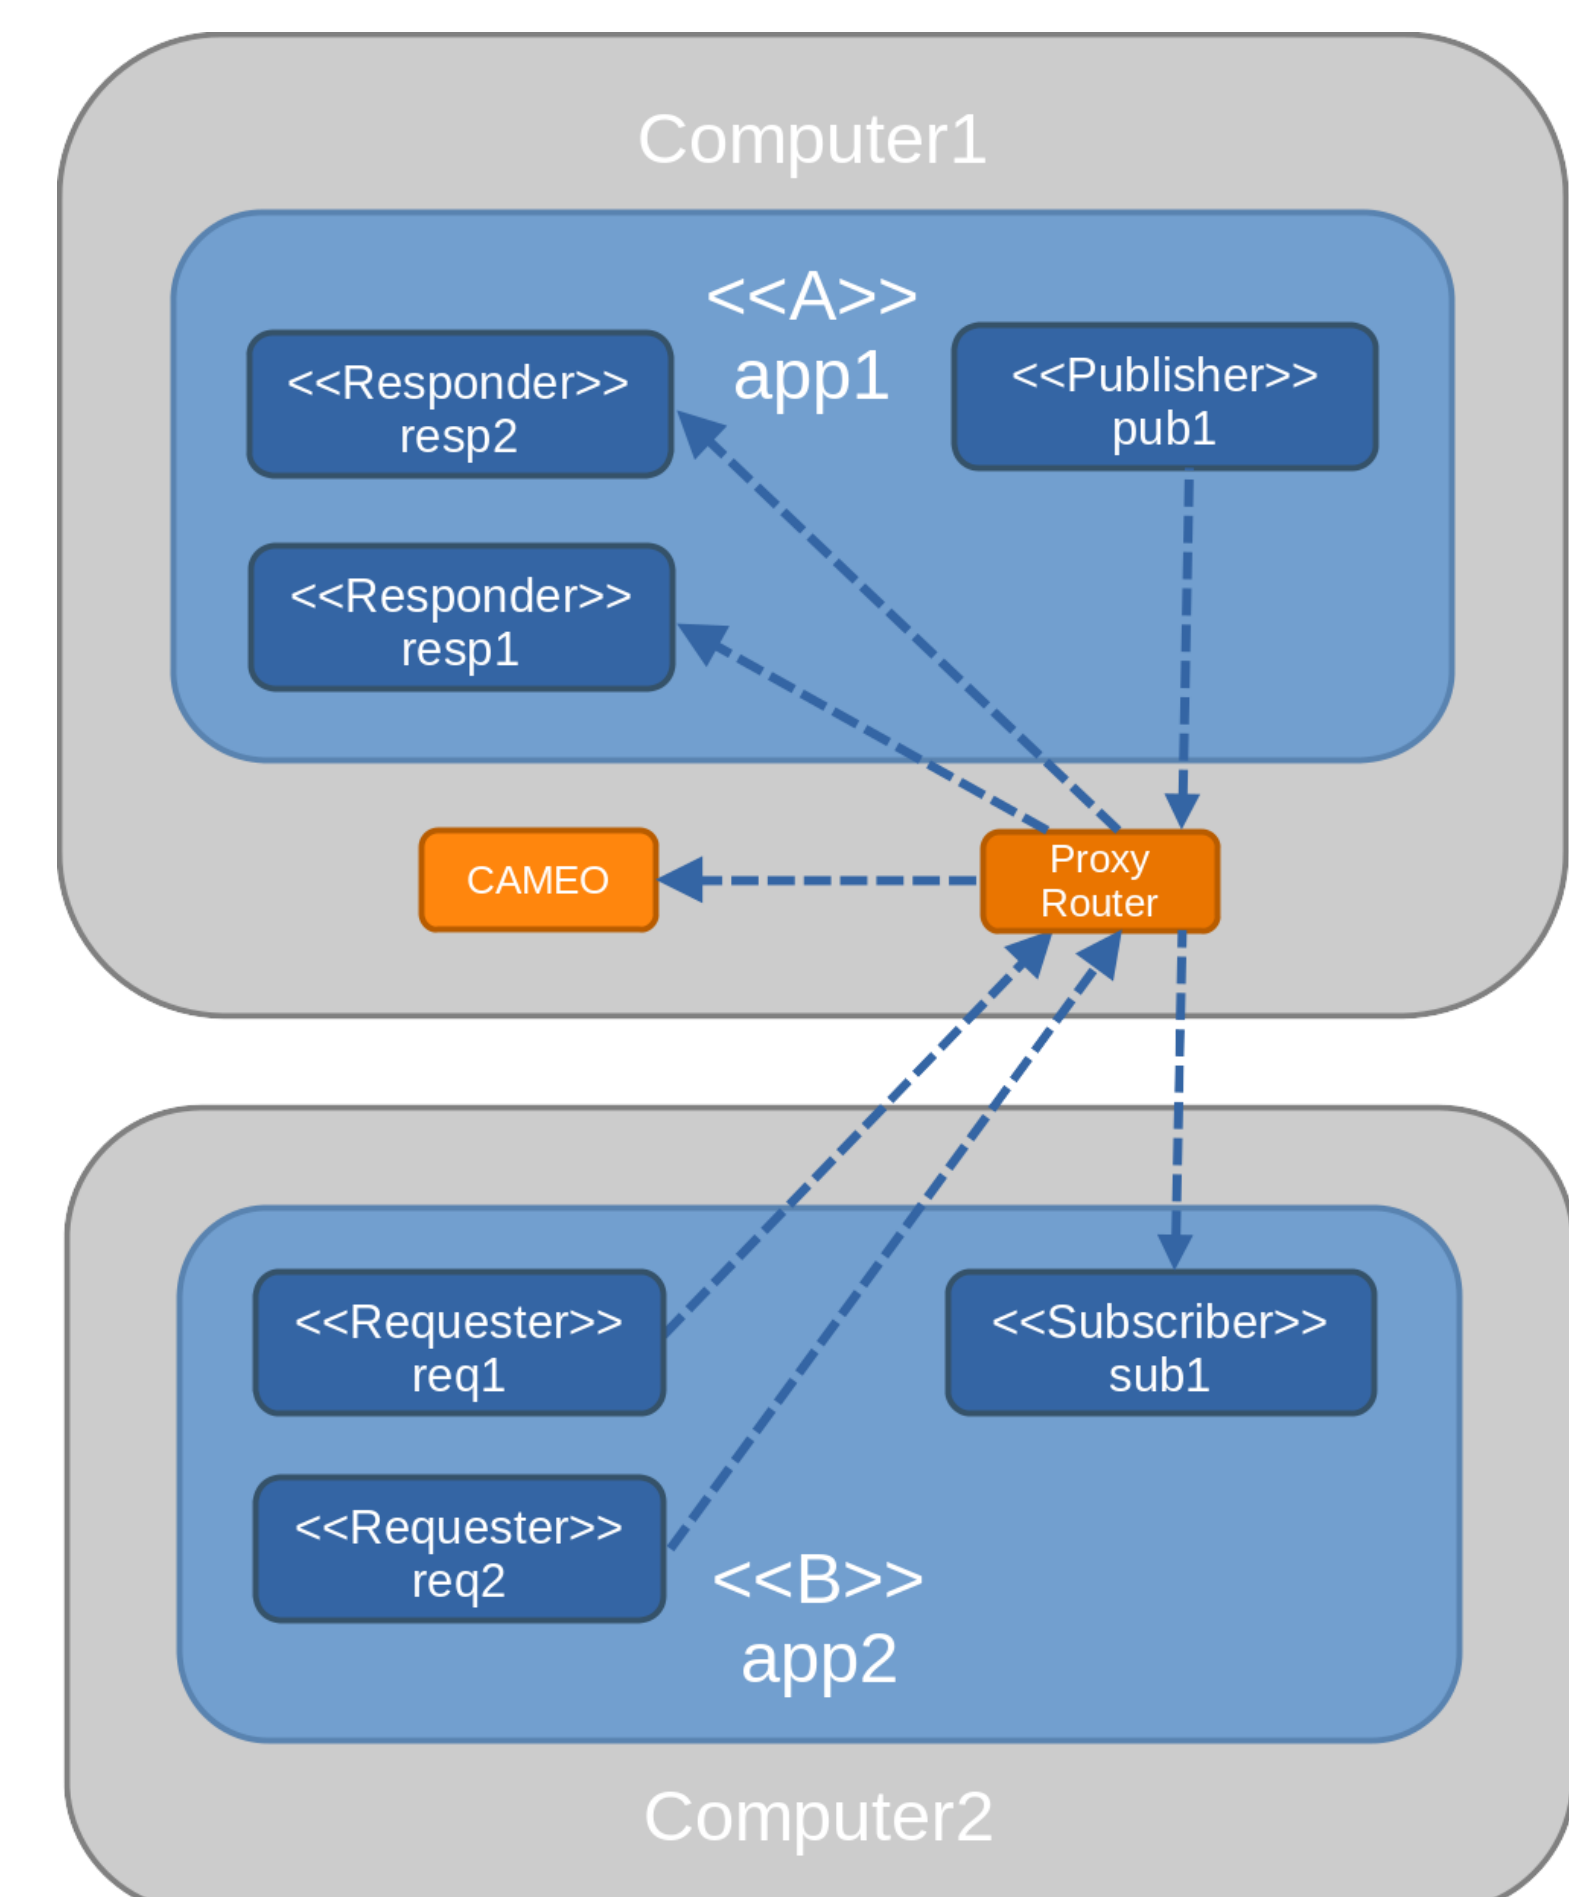 Computer1
<<A>>
app1
<<Responder>>
resp2
<<Publisher>>
pub1
<<Responder>>
resp1
CAMEO
Proxy
Router
<<Requester>>
req1
<<Subscriber>>
sub1
<<Requester>>
req2
<<B>>
app2
Computer2